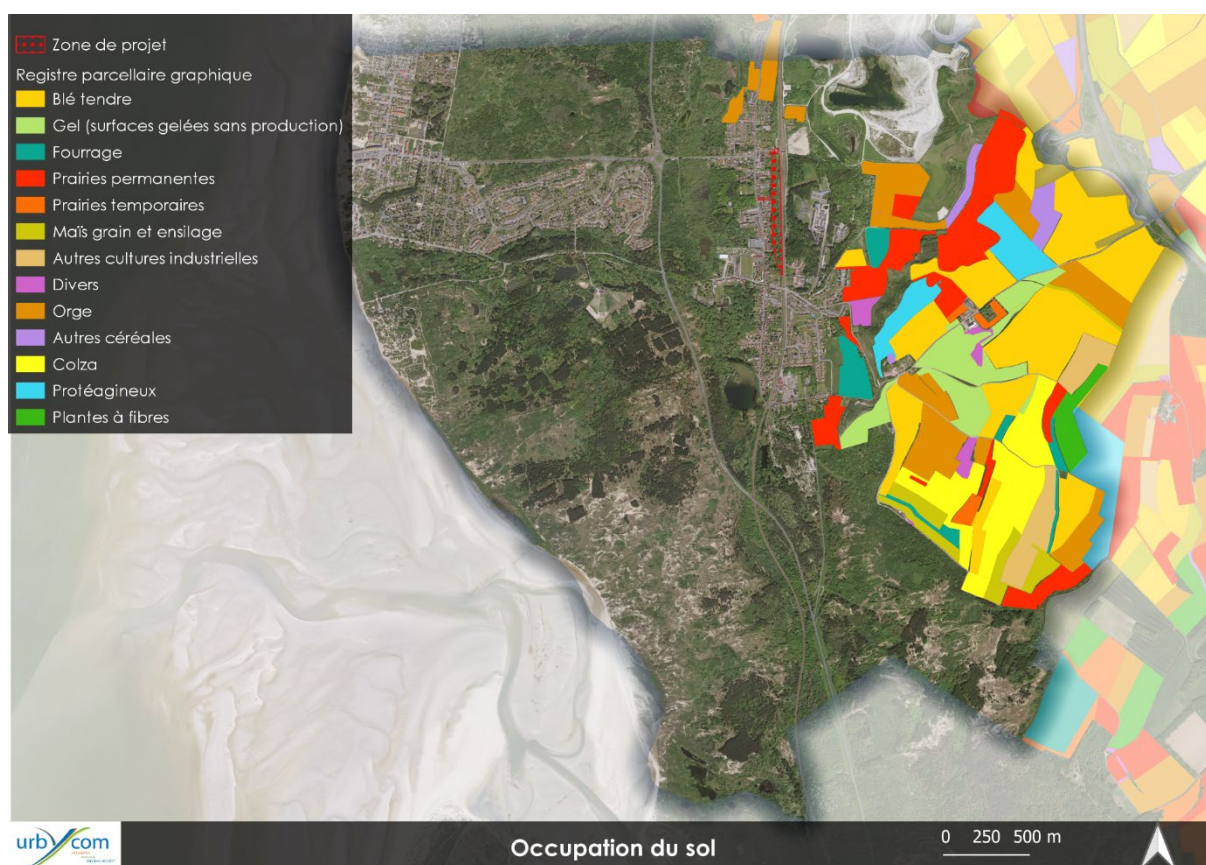 Zone de projet
Registre parcellaire graphique
Blé tendre
Gel (surfaces gelées sans production)
Fourrage
Prairies permanentes
Prairies temporaires
Maïs grain et ensilage
Autres cultures industrielles
Divers
Orge
Autres céréales
Colza
Protéagineux
Plantes à fibres
urbycom
Occupation du sol
0 250 500 m